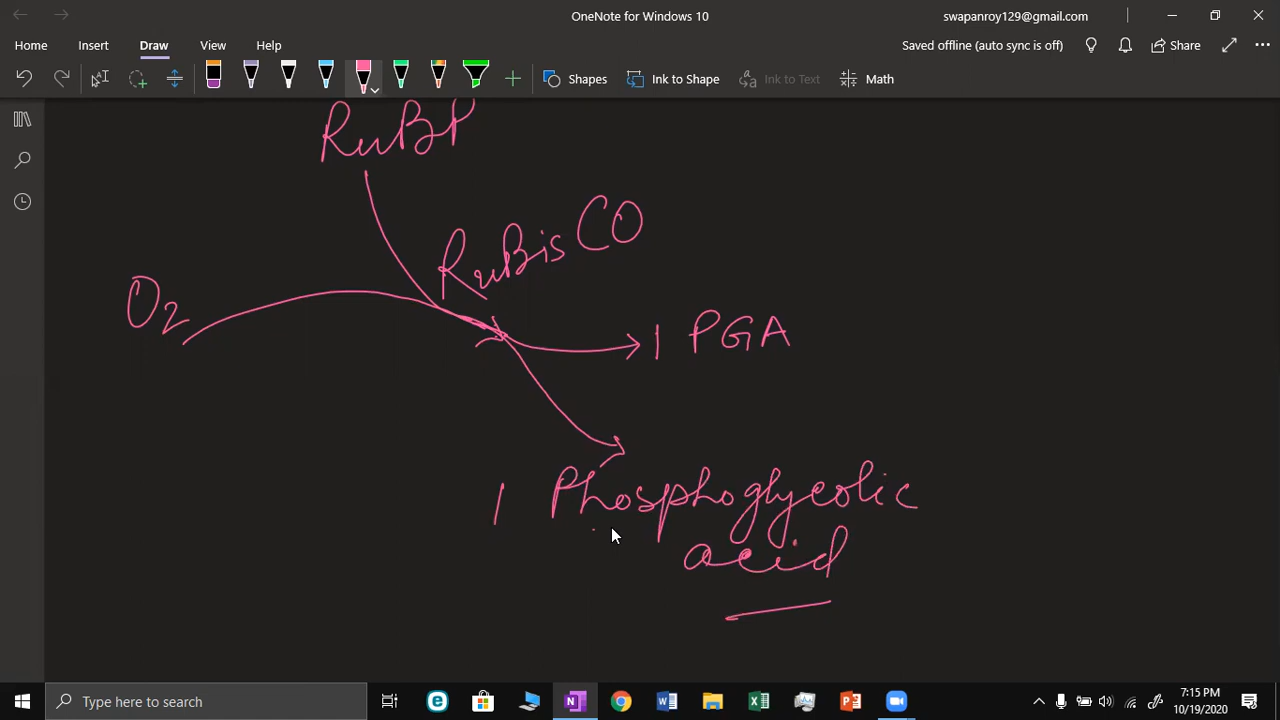 OneNote for Windows 10
swapanroy129@gmail.com
Home Insert Draw View Help
Saved offline (auto sync is off)
Share
Shapes
Ink to Shape
Ink to Text
Math
RuBP
RuBisCO
O2
1 PGA
1 Phosphoglycolic
acid
Type here to search
1:15 PM
10/19/2020